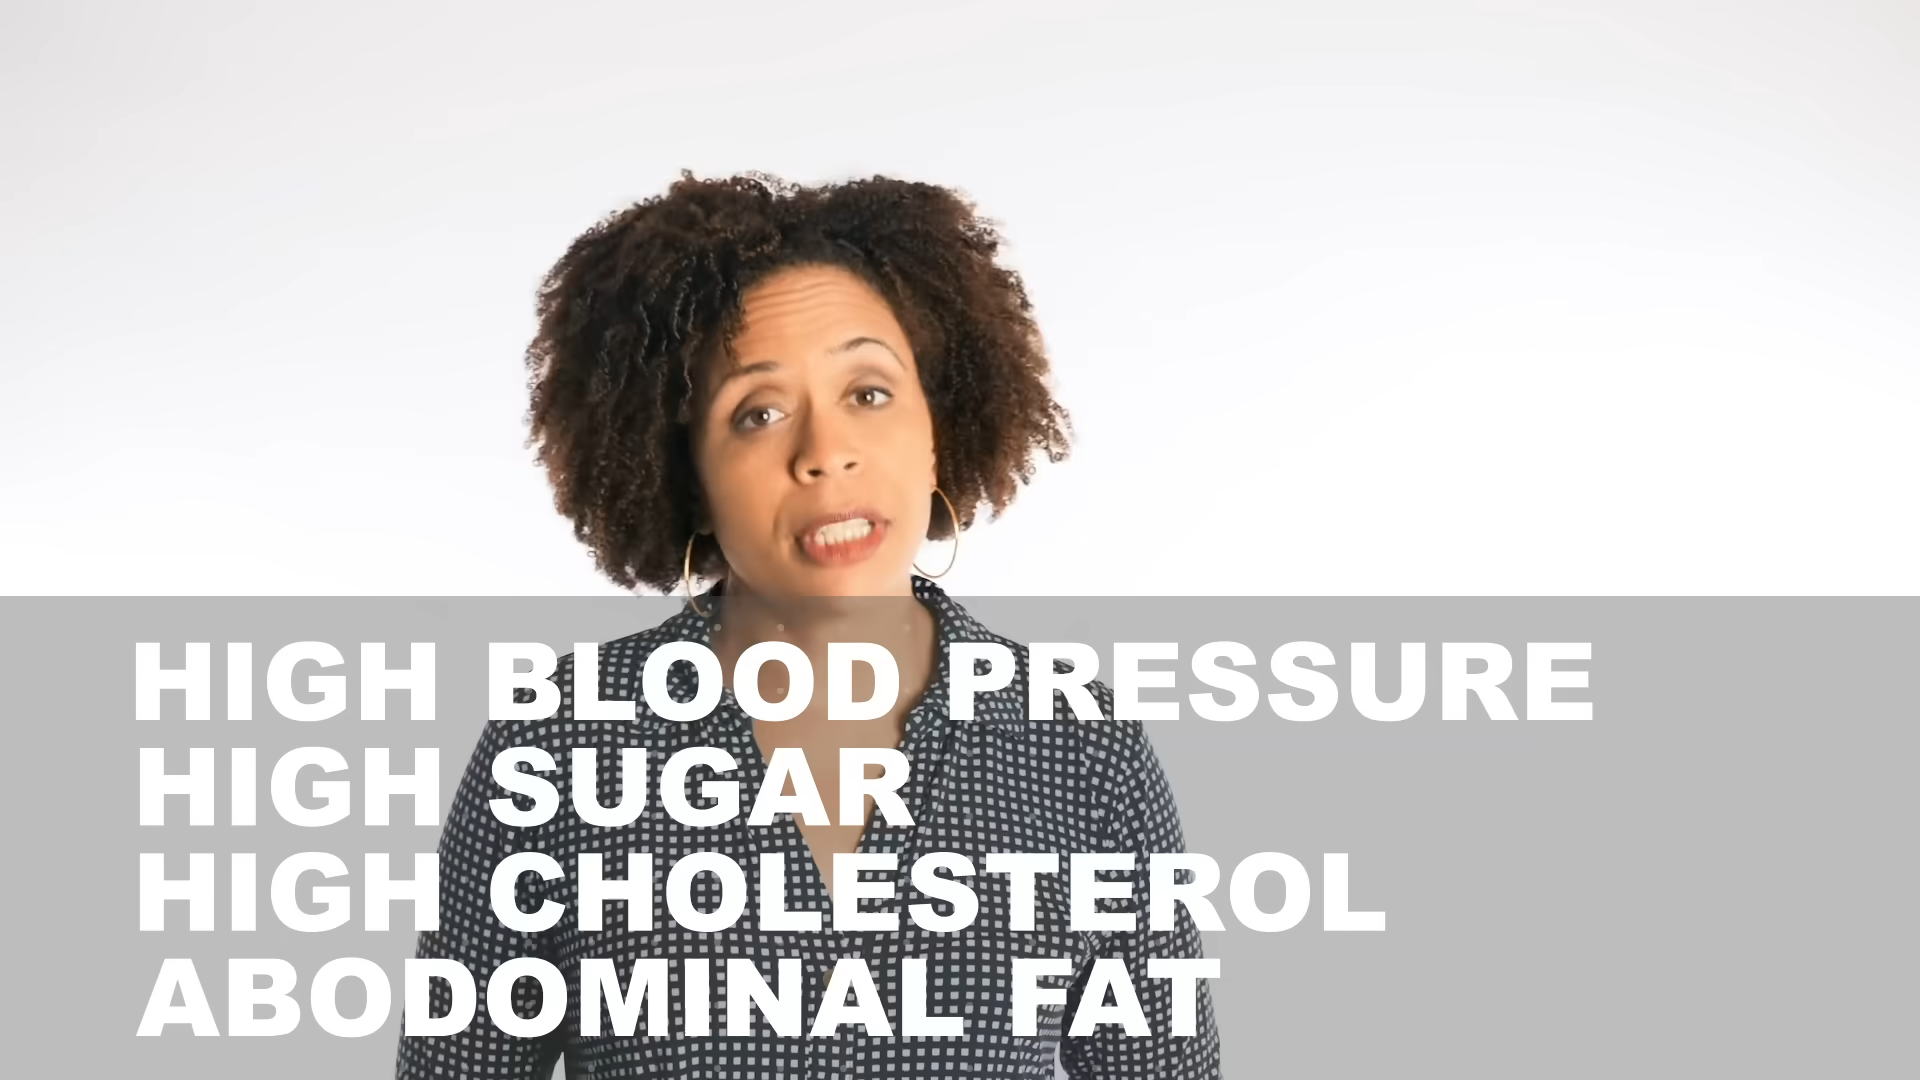 HIGH BLOOD PRESSURE
HIGH SUGAR
HIGH CHOLESTEROL
ABODOMINAL FAT